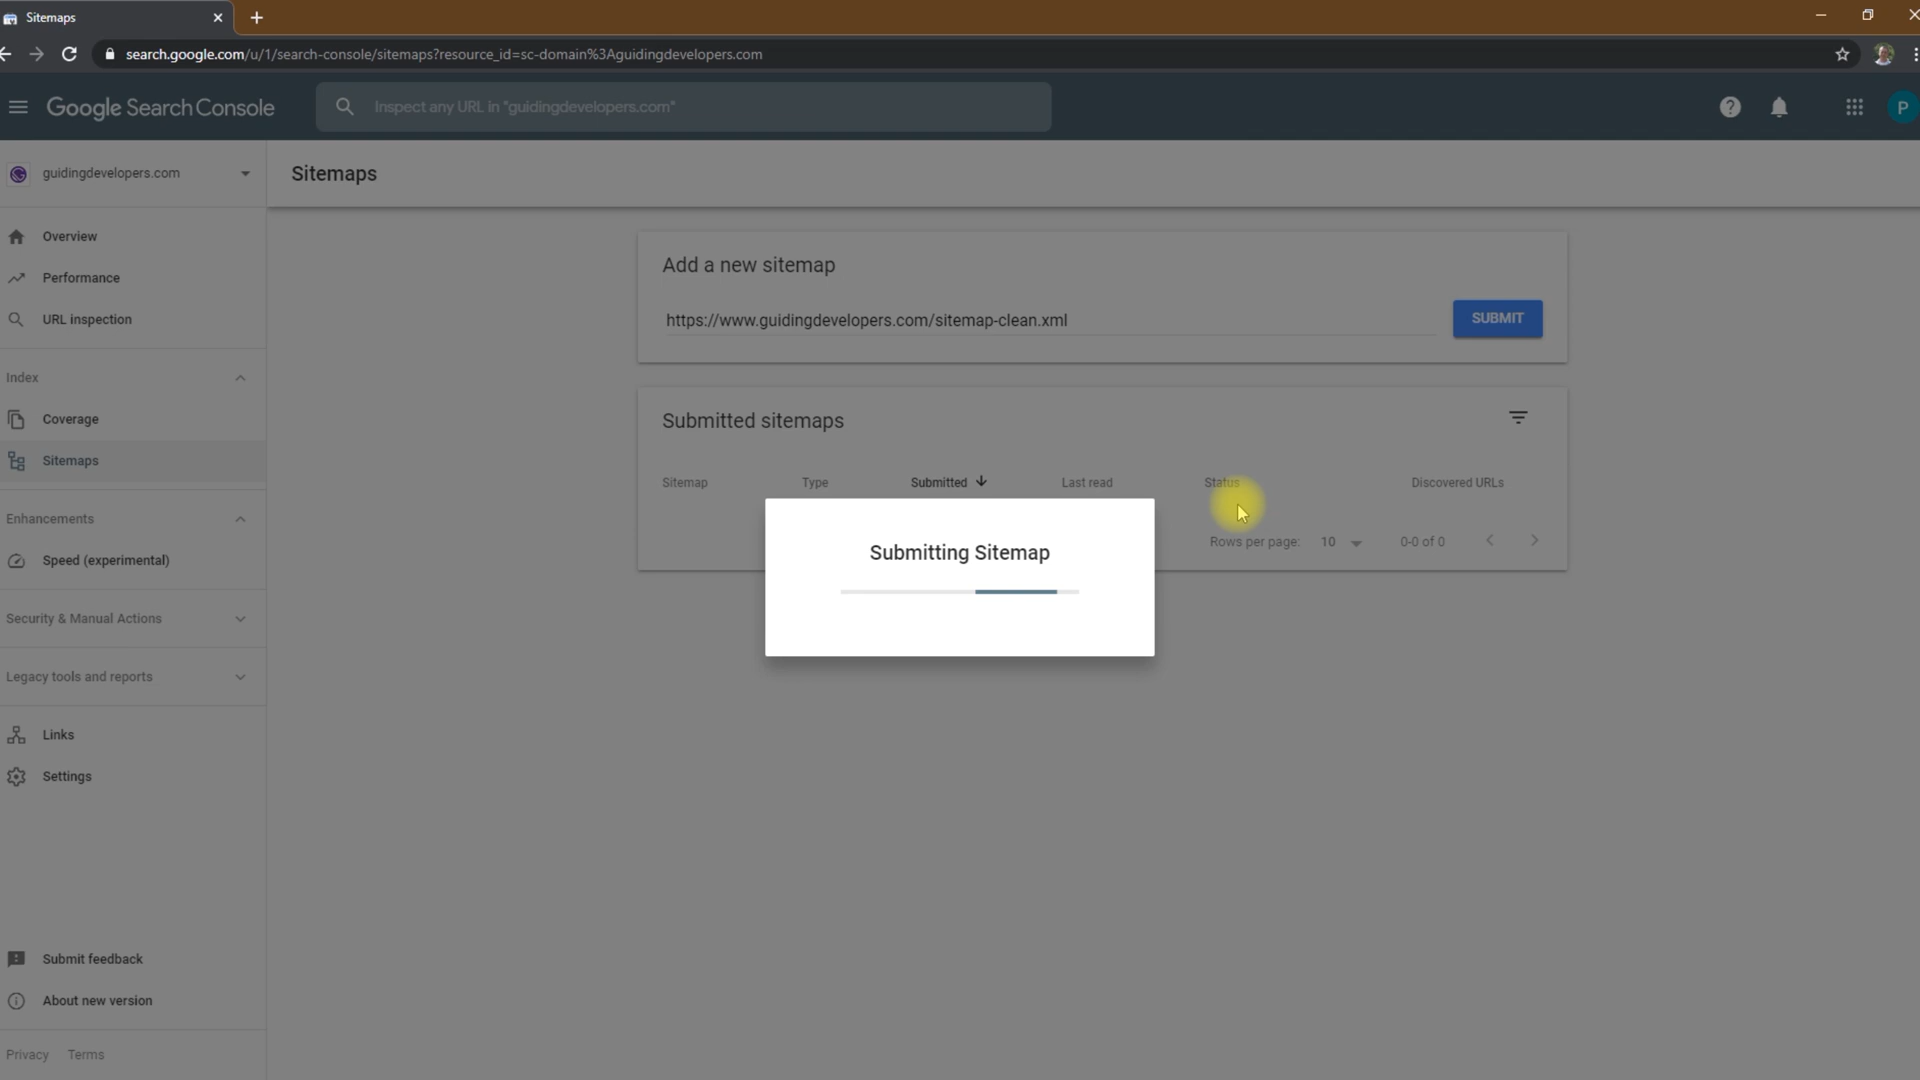 Sitemaps
search.google.com/u/1/search-console/sitemaps?resource_id=sc-domain%3Aguidingdevelopers.com
Google Search Console
Inspect any URL in "guidingdevelopers.com"
P
guidingdevelopers.com
Sitemaps
Overview
Performance
URL inspection
Index
Coverage
Sitemaps
Enhancements
Speed (experimental)
Security & Manual Actions
Legacy tools and reports
Links
Settings
Submit feedback
About new version
Privacy Terms
Add a new sitemap
https://www.guidingdevelopers.com/sitemap-clean.xml
SUBMIT
Submitted sitemaps
Sitemap Type Submitted Last read Status Discovered URLs
Rows per page: 10 0-0 of 0
Submitting Sitemap